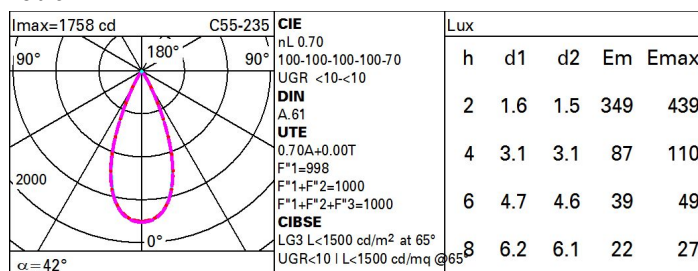 Imax=1758 cd C55-235
90° 180° 90°
2000
0°
α=42°
CIE
nL 0.70
100-100-100-100-70
UGR <10-<10
DIN
A.61
UTE
0.70A+0.00T
F"1=998
F"1+F"2=1000
F"1+F"2+F"3=1000
CIBSE
LG3 L<1500 cd/m² at 65°
UGR<10 | L<1500 cd/mq @65°
Lux
h d1 d2 Em Emax
2 1.6 1.5 349 439
4 3.1 3.1 87 110
6 4.7 4.6 39 49
8 6.2 6.1 22 27